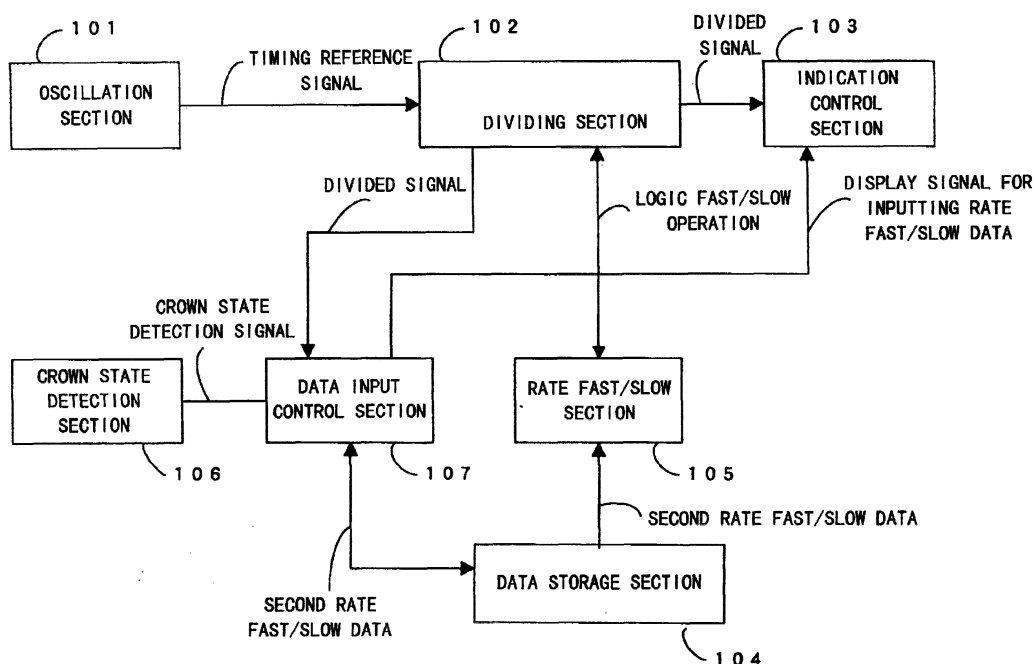 101
OSCILLATION
SECTION
TIMING REFERENCE
SIGNAL
102
DIVIDING SECTION
DIVIDED
SIGNAL
103
INDICATION
CONTROL
SECTION
DIVIDED SIGNAL
LOGIC FAST/SLOW
OPERATION
DISPLAY SIGNAL FOR
INPUTTING RATE
FAST/SLOW DATA
CROWN STATE
DETECTION SIGNAL
CROWN STATE
DETECTION
SECTION
106
DATA INPUT
CONTROL SECTION
107
RATE FAST/SLOW
SECTION
105
SECOND RATE FAST/SLOW DATA
SECOND RATE
FAST/SLOW DATA
DATA STORAGE SECTION
104